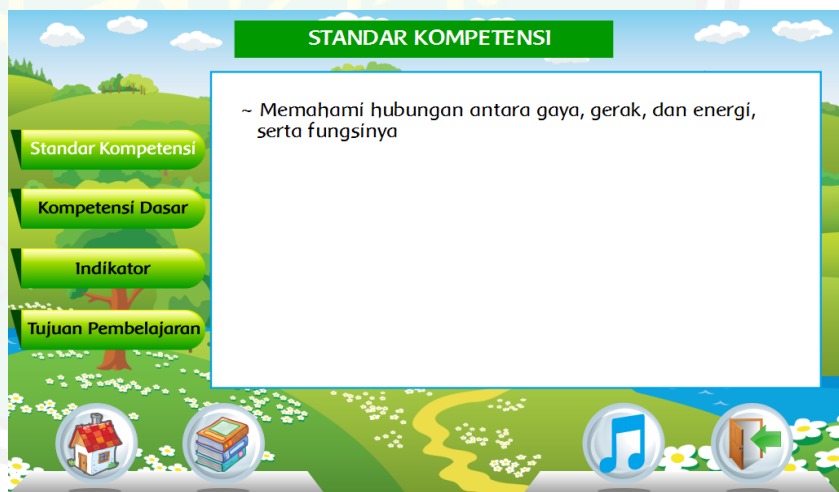 STANDAR KOMPETENSI
~ Memahami hubungan antara gaya, gerak, dan energi,
serta fungsinya
Standar Kompetensi
Kompetensi Dasar
Indikator
Tujuan Pembelajaran